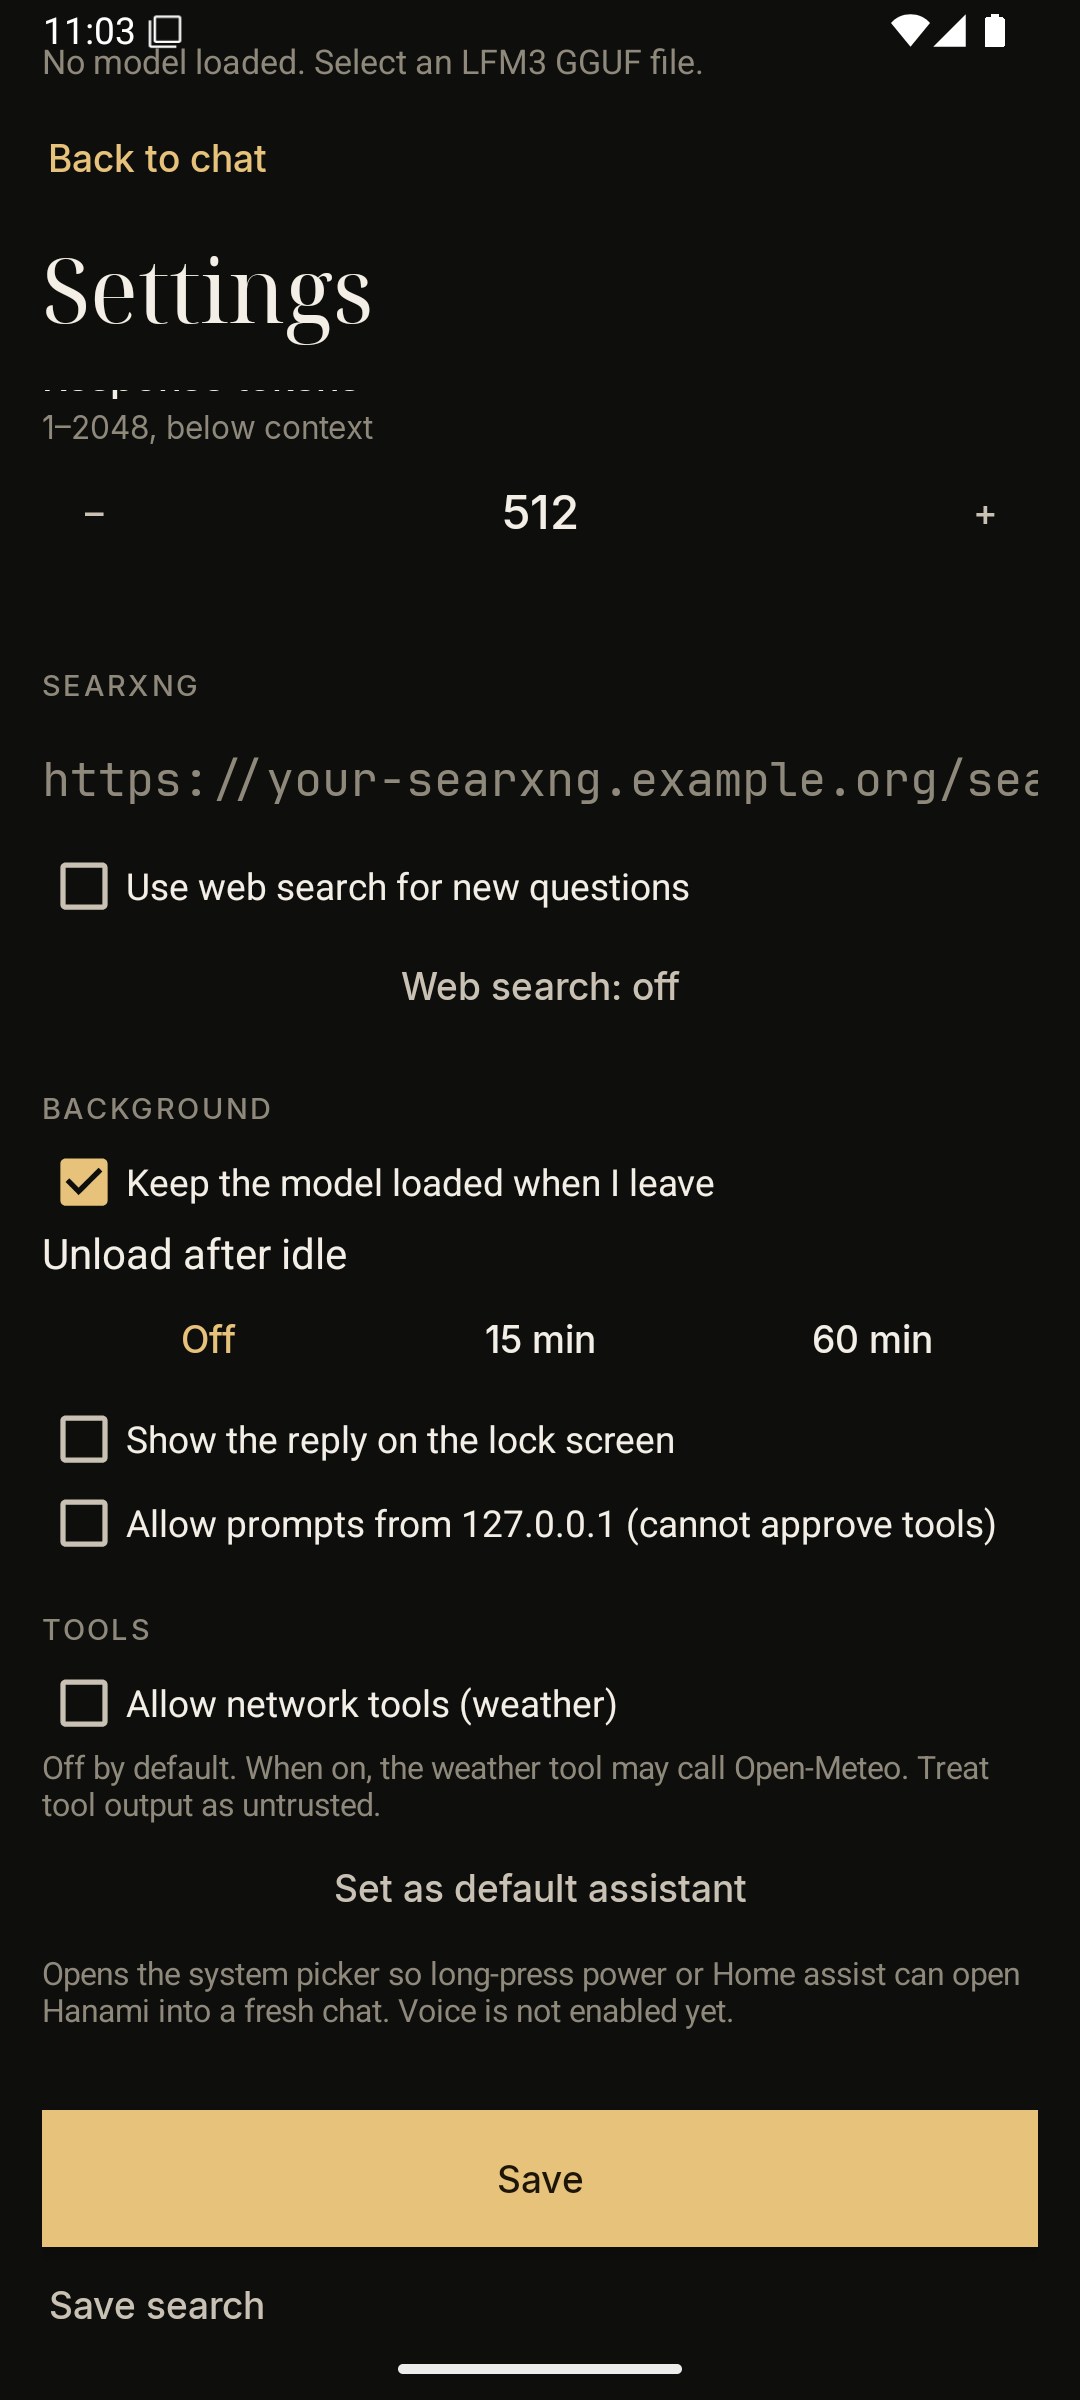 11:03
No model loaded. Select an LFM3 GGUF file.
Back to chat
Settings
1–2048, below context
– 512 +
SEARXNG
https://your-searxng.example.org/sea
Use web search for new questions
Web search: off
BACKGROUND
Keep the model loaded when I leave
Unload after idle
Off 15 min 60 min
Show the reply on the lock screen
Allow prompts from 127.0.0.1 (cannot approve tools)
TOOLS
Allow network tools (weather)
Off by default. When on, the weather tool may call Open-Meteo. Treat
tool output as untrusted.
Set as default assistant
Opens the system picker so long-press power or Home assist can open
Hanami into a fresh chat. Voice is not enabled yet.
Save
Save search